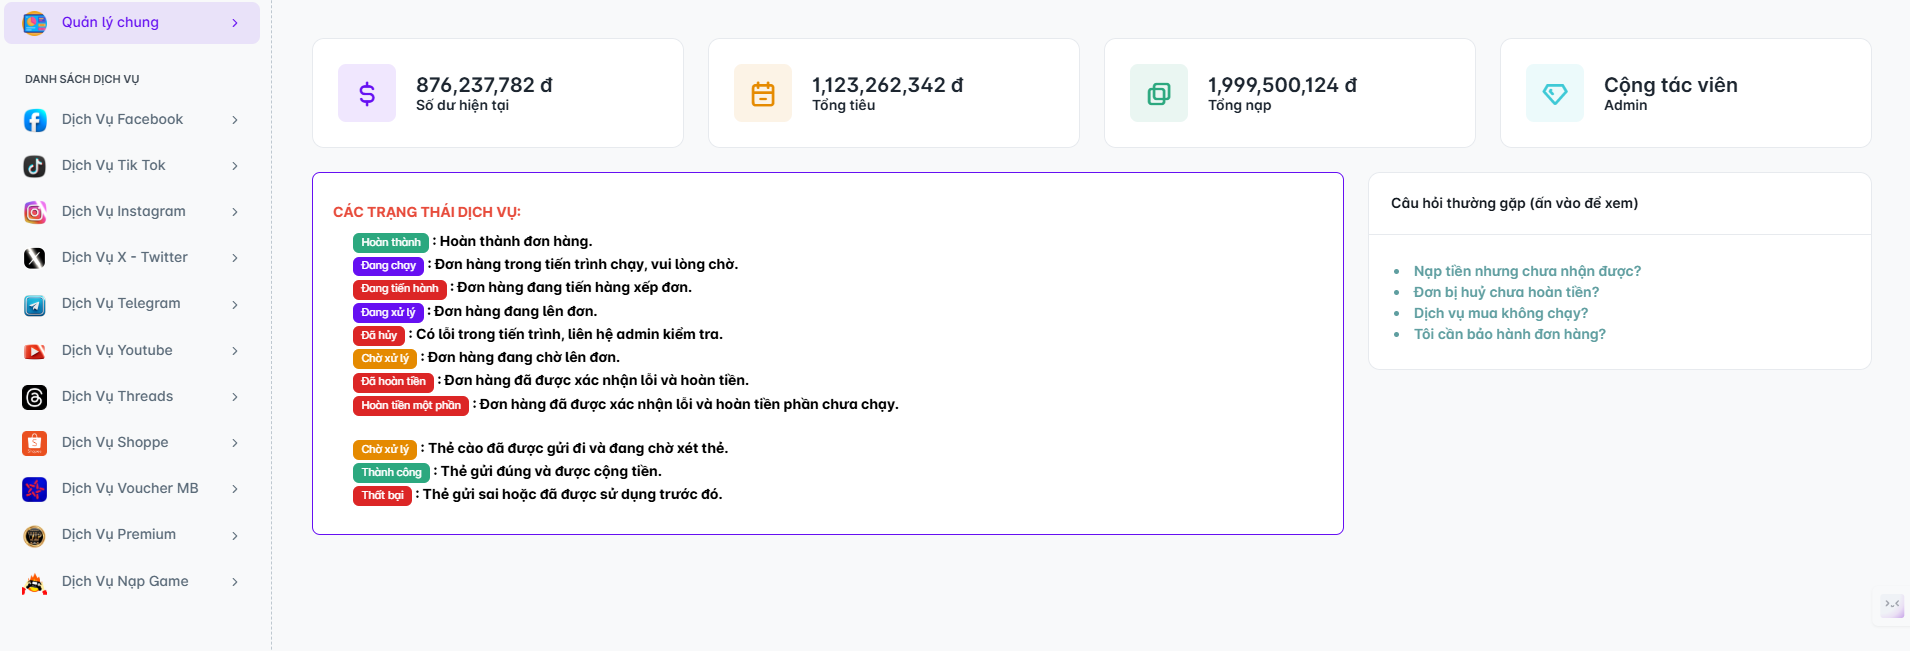 Quản lý chung
DANH SÁCH DỊCH VỤ
Dịch Vụ Facebook
Dịch Vụ Tik Tok
Dịch Vụ Instagram
Dịch Vụ X - Twitter
Dịch Vụ Telegram
Dịch Vụ Youtube
Dịch Vụ Threads
Dịch Vụ Shoppe
Dịch Vụ Voucher MB
Dịch Vụ Premium
Dịch Vụ Nạp Game
876,237,782 đ
Số dư hiện tại
1,123,262,342 đ
Tổng tiêu
1,999,500,124 đ
Tổng nạp
Cộng tác viên
Admin
CÁC TRẠNG THÁI DỊCH VỤ:
Hoàn thành : Hoàn thành đơn hàng.
Đang chạy : Đơn hàng trong tiến trình chạy, vui lòng chờ.
Đang tiến hành : Đơn hàng đang tiến hàng xếp đơn.
Đang xử lý : Đơn hàng đang lên đơn.
Đã hủy : Có lỗi trong tiến trình, liên hệ admin kiểm tra.
Chờ xử lý : Đơn hàng đang chờ lên đơn.
Đã hoàn tiền : Đơn hàng đã được xác nhận lỗi và hoàn tiền.
Hoàn tiền một phần : Đơn hàng đã được xác nhận lỗi và hoàn tiền phần chưa chạy.
Chờ xử lý : Thẻ cào đã được gửi đi và đang chờ xét thẻ.
Thành công : Thẻ gửi đúng và được cộng tiền.
Thất bại : Thẻ gửi sai hoặc đã được sử dụng trước đó.
Câu hỏi thường gặp (ấn vào để xem)
Nạp tiền nhưng chưa nhận được?
Đơn bị huỷ chưa hoàn tiền?
Dịch vụ mua không chạy?
Tôi cần bảo hành đơn hàng?